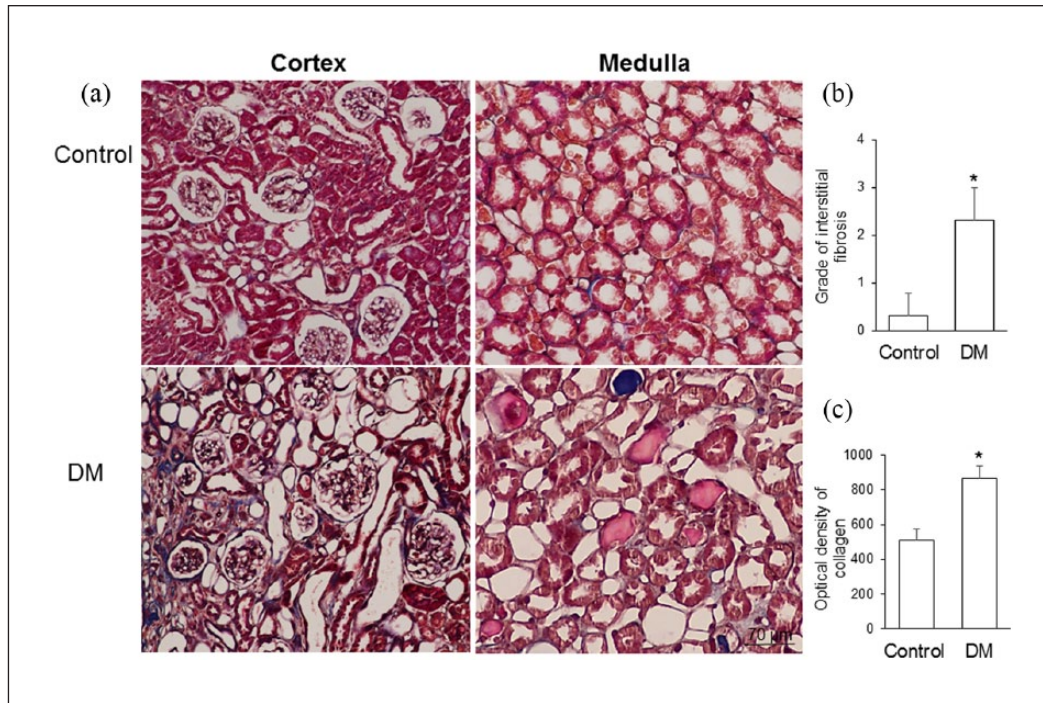 Cortex
Medulla
(a)
Control
DM
70 µm
(b)
Grade of interstitial
fibrosis
4
3
2
1
0
*
Control
DM
(c)
Optical density of
collagen
1000
800
600
400
200
0
*
Control
DM